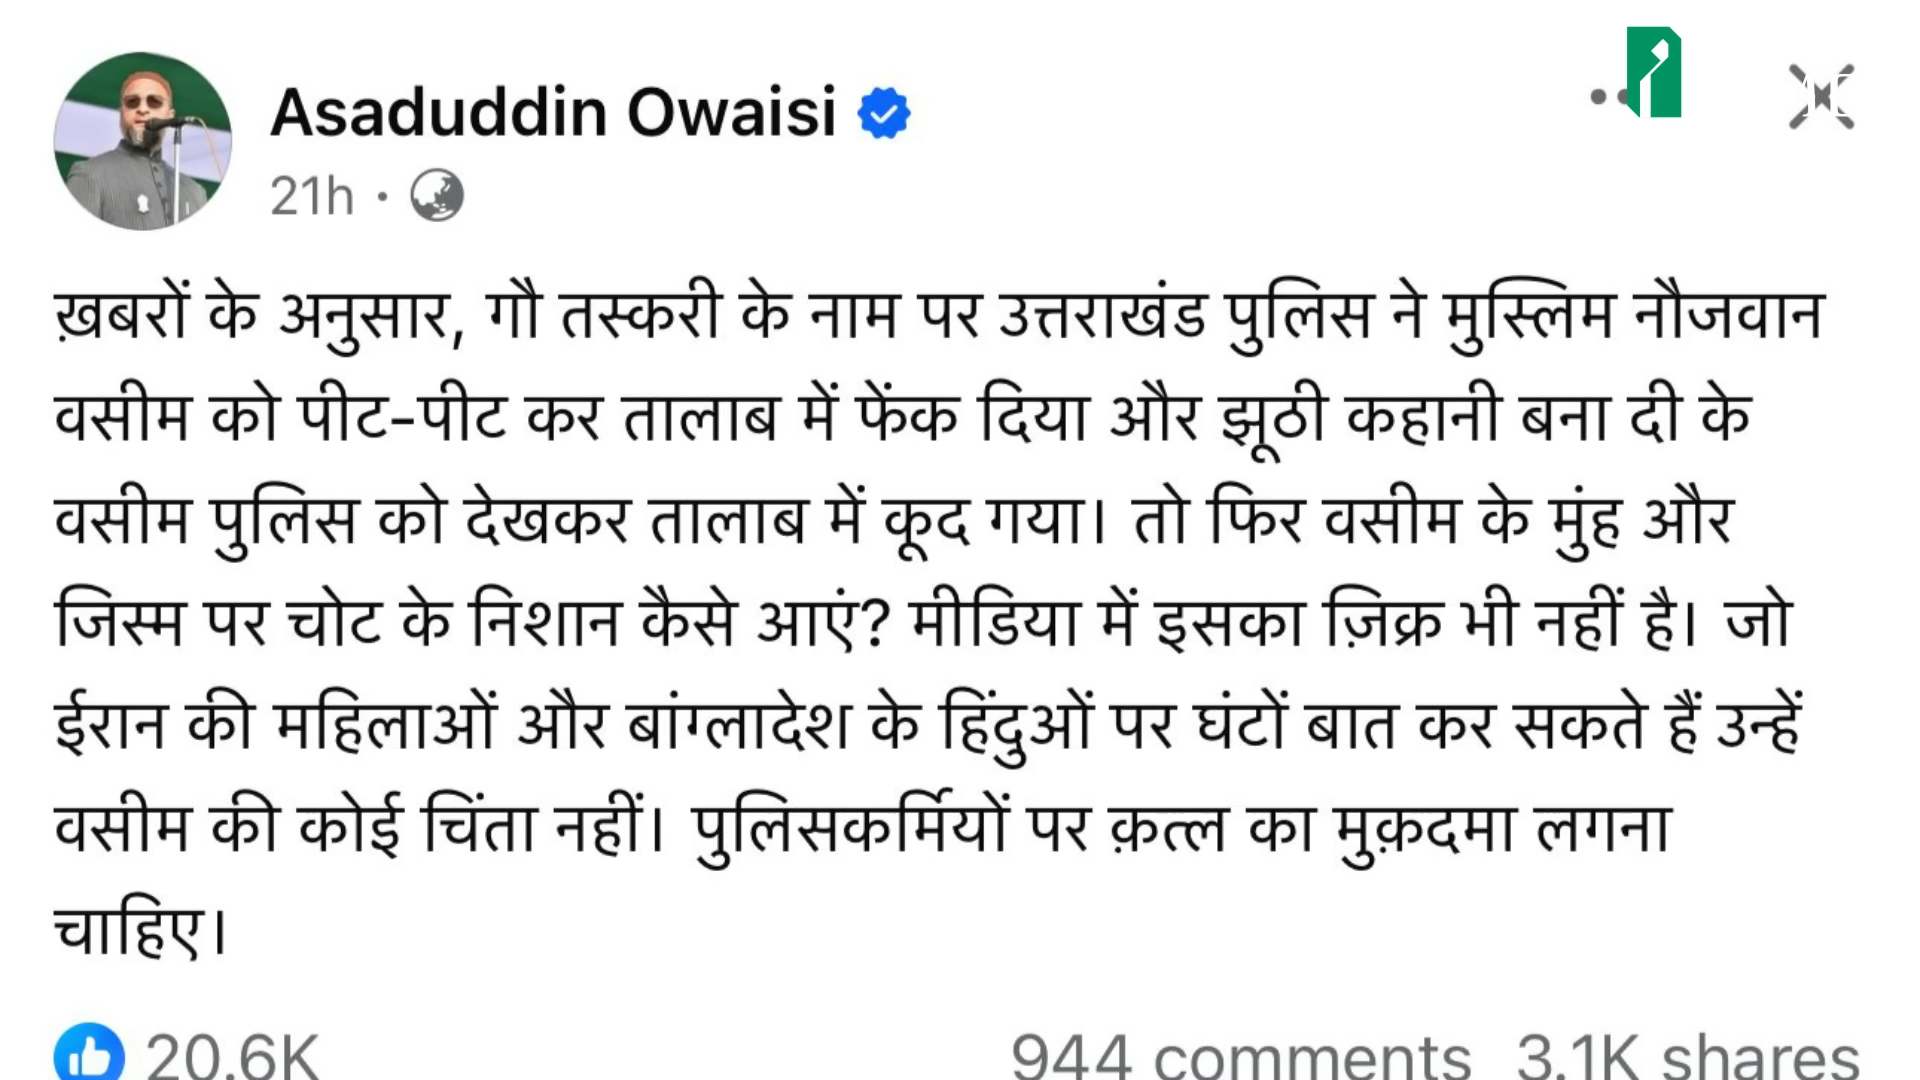 Asaduddin Owaisi
21h
ख़बरों के अनुसार, गौ तस्करी के नाम पर उत्तराखंड पुलिस ने मुस्लिम नौजवान
वसीम को पीट-पीट कर तालाब में फेंक दिया और झूठी कहानी बना दी के
वसीम पुलिस को देखकर तालाब में कूद गया। तो फिर वसीम के मुंह और
जिस्म पर चोट के निशान कैसे आएं? मीडिया में इसका ज़िक्र भी नहीं है। जो
ईरान की महिलाओं और बांग्लादेश के हिंदुओं पर घंटों बात कर सकते हैं उन्हें
वसीम की कोई चिंता नहीं। पुलिसकर्मियों पर क़त्ल का मुक़दमा लगना
चाहिए।
20.6K 944 comments 3.1K shares